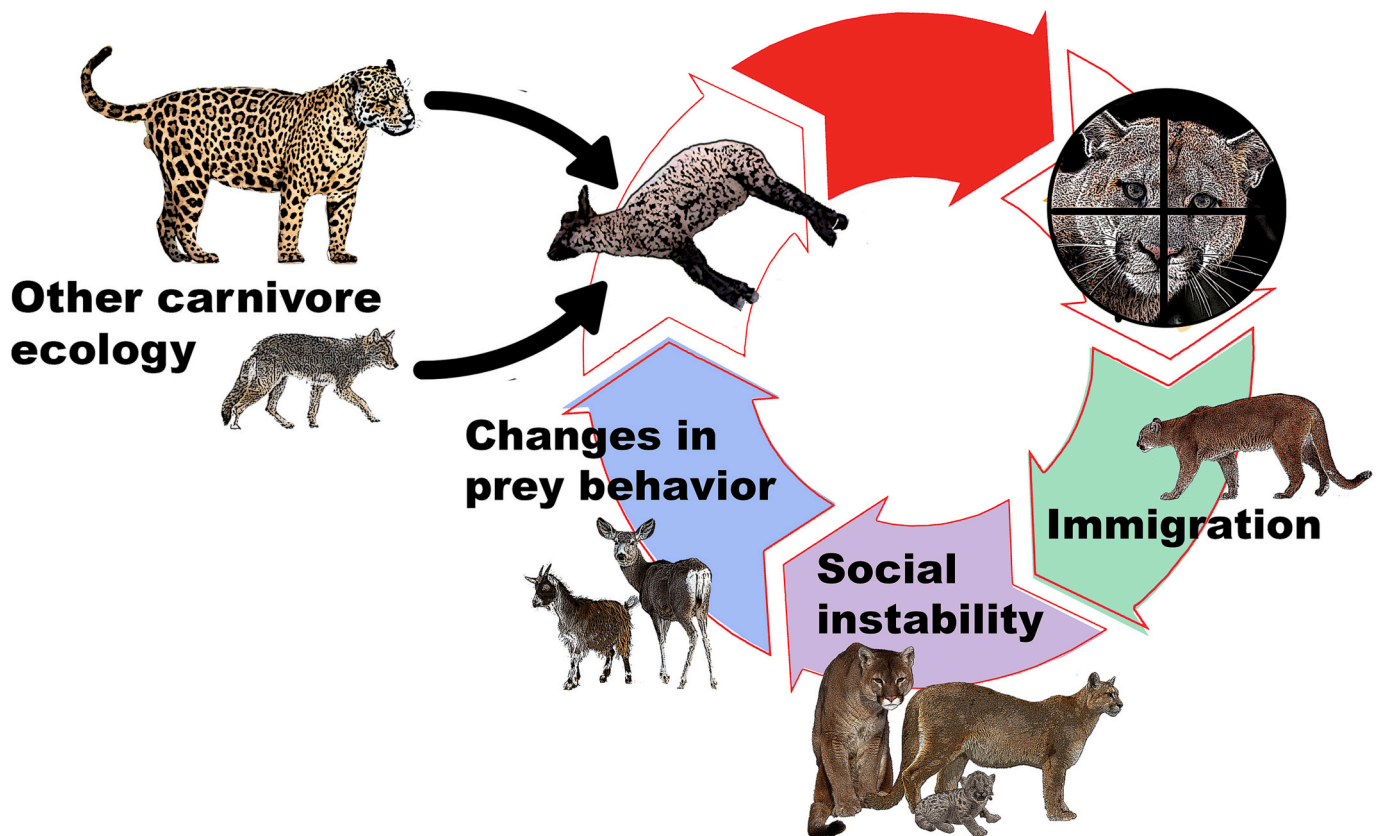 Other carnivore
ecology
Changes in
prey behavior
Social
instability
Immigration